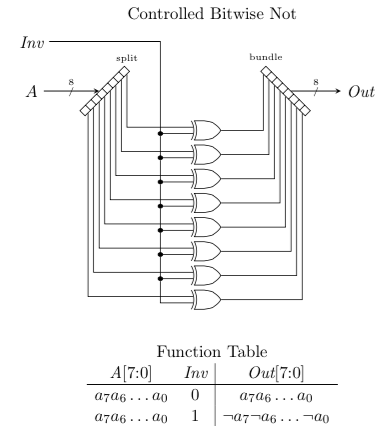 Controlled Bitwise Not
Inv
split
bundle
8
8
A
Out
Function Table
A[7:0] Inv Out[7:0]
a₇a₆…a₀ 0 a₇a₆…a₀
a₇a₆…a₀ 1 ¬a₇¬a₆…¬a₀